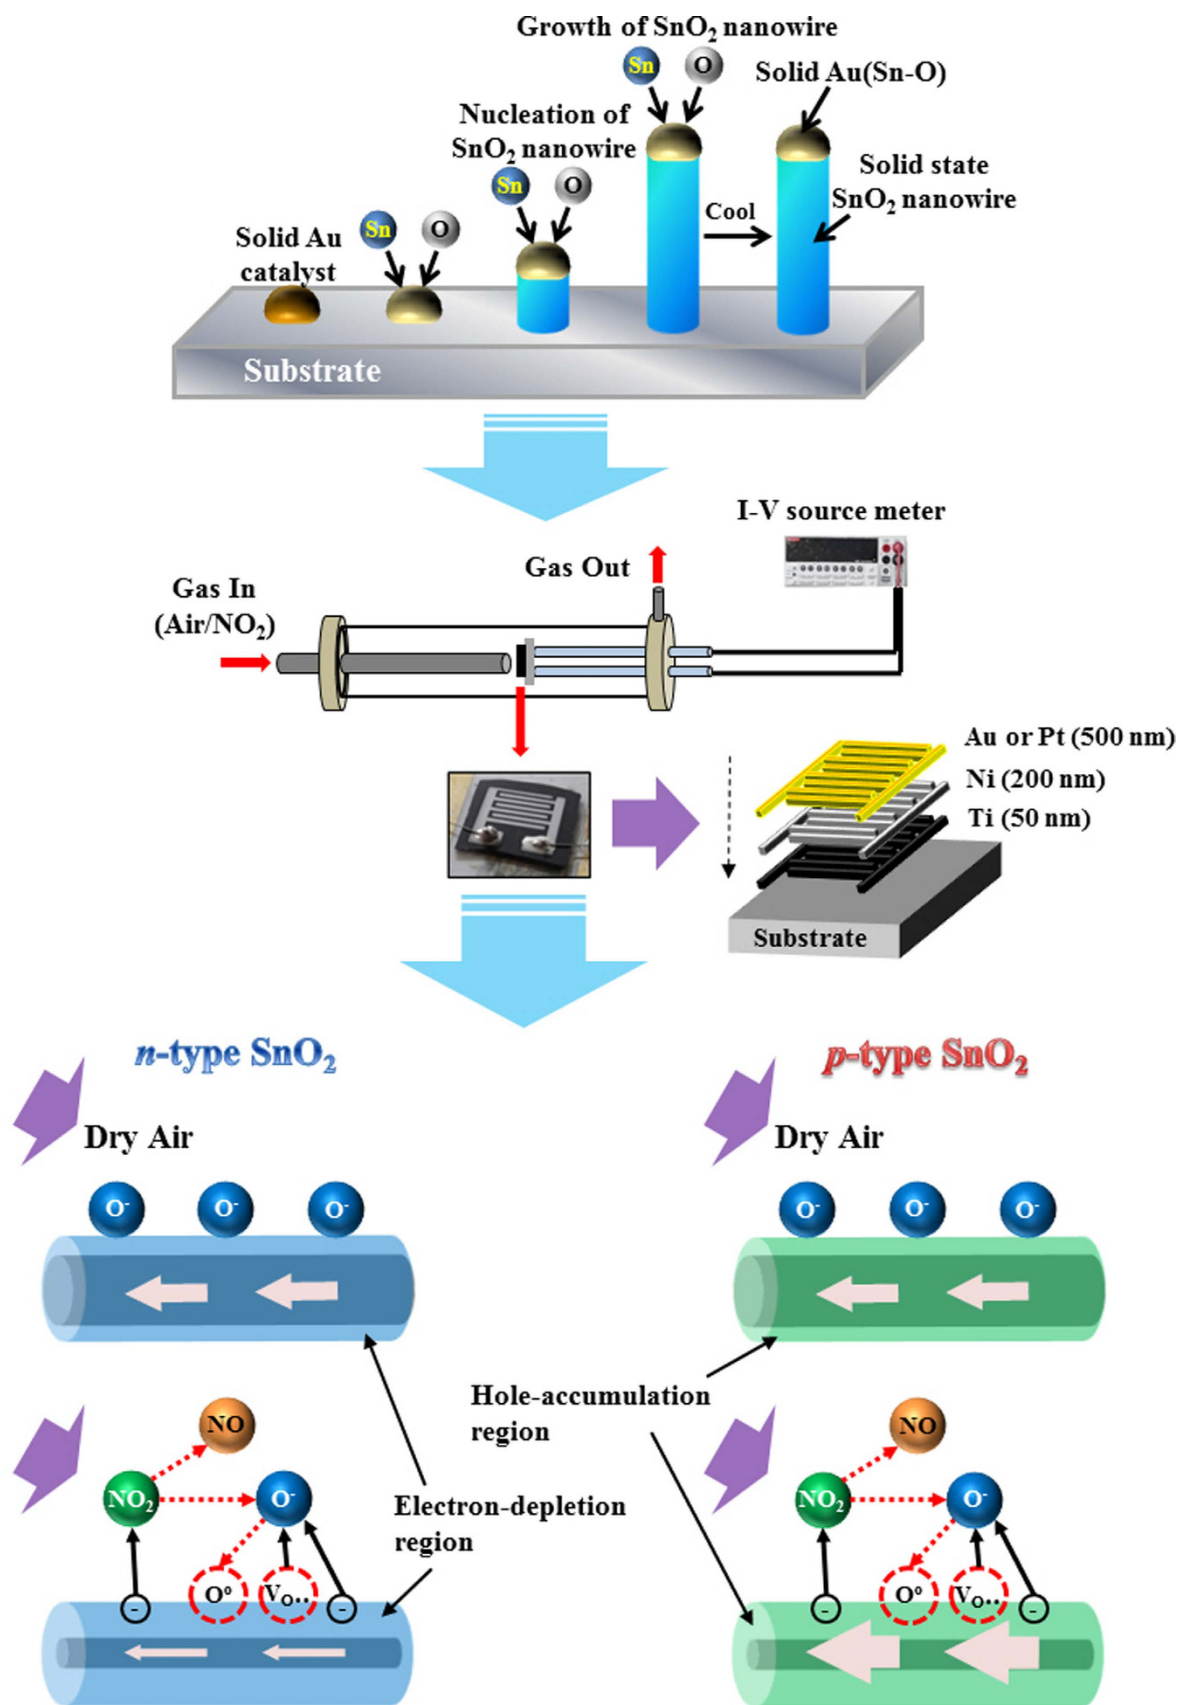 Growth of SnO₂ nanowire
Sn
O
Solid Au(Sn-O)
Nucleation of
SnO₂ nanowire
Sn
O
Solid state
SnO₂ nanowire
Cool
Solid Au
catalyst
Sn
O
Substrate
I-V source meter
Gas Out
Gas In
(Air/NO₂)
Au or Pt (500 nm)
Ni (200 nm)
Ti (50 nm)
Substrate
n-type SnO₂
p-type SnO₂
Dry Air
Dry Air
O⁻
O⁻
O⁻
O⁻
O⁻
O⁻
Hole-accumulation
region
NO
NO
NO₂
O⁻
NO₂
O⁻
Electron-depletion
region
-
Oº
Vo..
-
-
Oº
Vo..
-